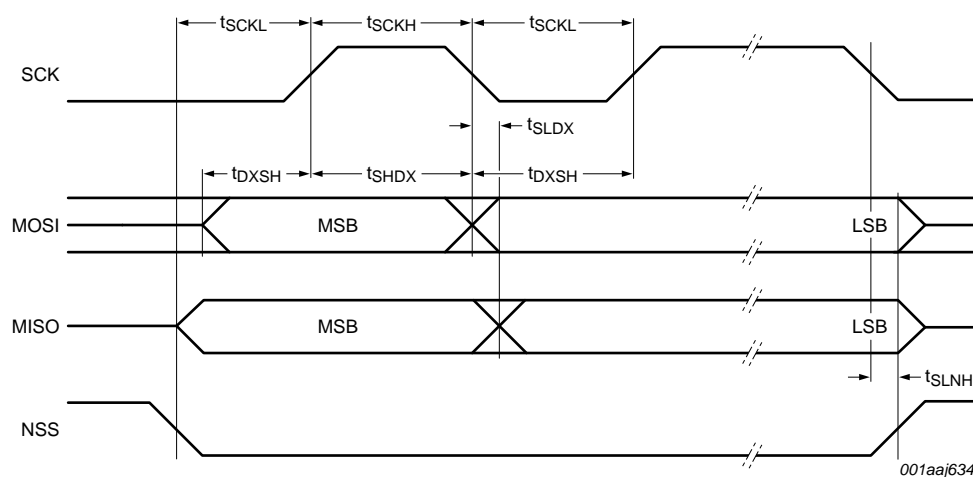 tSCKL tSCKH tSCKL
SCK
tSLDX
tDXSH tSHDX tDXSH
MOSI MSB LSB
MISO MSB LSB
tSLNH
NSS
001aaj634